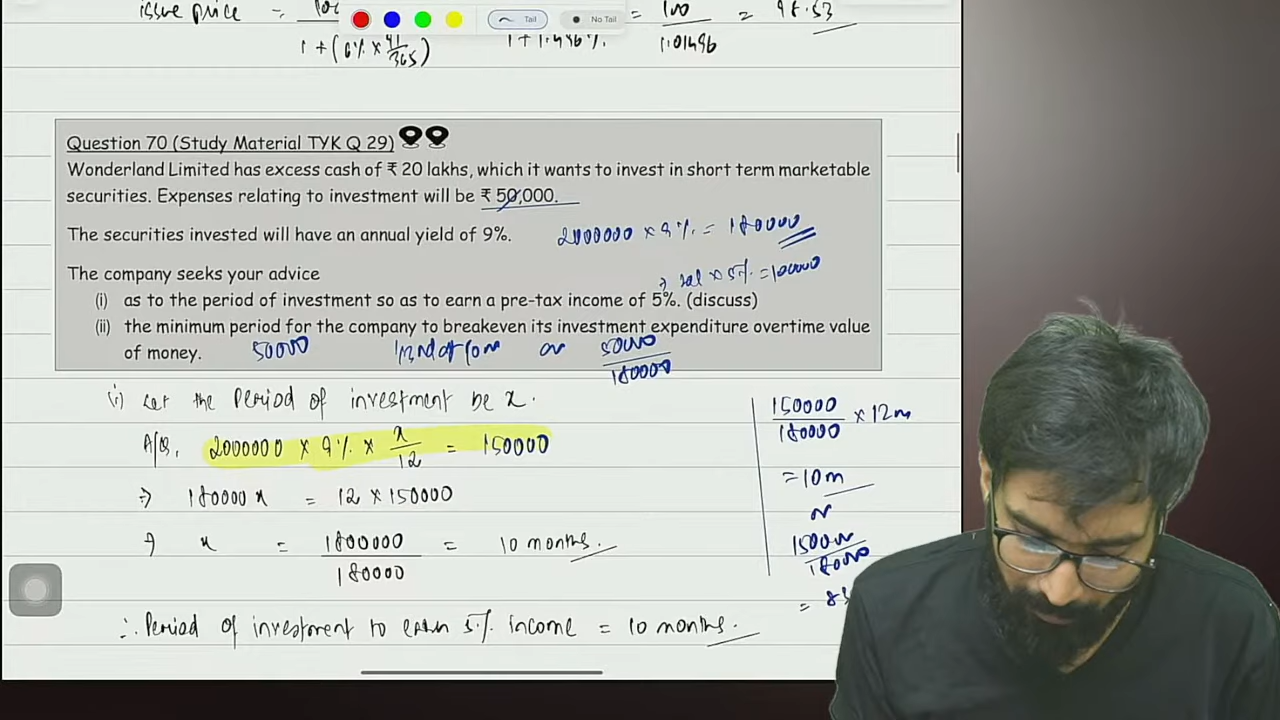 issue price =
= 100 = 98.53
1+(6% × 41/365) 1+1.496% 1.01496
Tail No Tail
Question 70 (Study Material TYK Q 29)
Wonderland Limited has excess cash of ₹ 20 lakhs, which it wants to invest in short term marketable
securities. Expenses relating to investment will be ₹ 50,000.
The securities invested will have an annual yield of 9%. 2000000 × 9% = 180000
The company seeks your advice
× 5% = 100000
(i) as to the period of investment so as to earn a pre-tax income of 5%. (discuss)
(ii) the minimum period for the company to breakeven its investment expenditure overtime value
of money. 50000 or 50000/180000
(i) Let the Period of investment be x.
A/Q, 2000000 × 9% × x/12 = 150000
⇒ 180000 x = 12 × 150000
⇒ x = 1800000/180000 = 10 months.
∴ Period of investment to earn 5% income = 10 months.
150000/180000 × 12m
= 10m
or
=